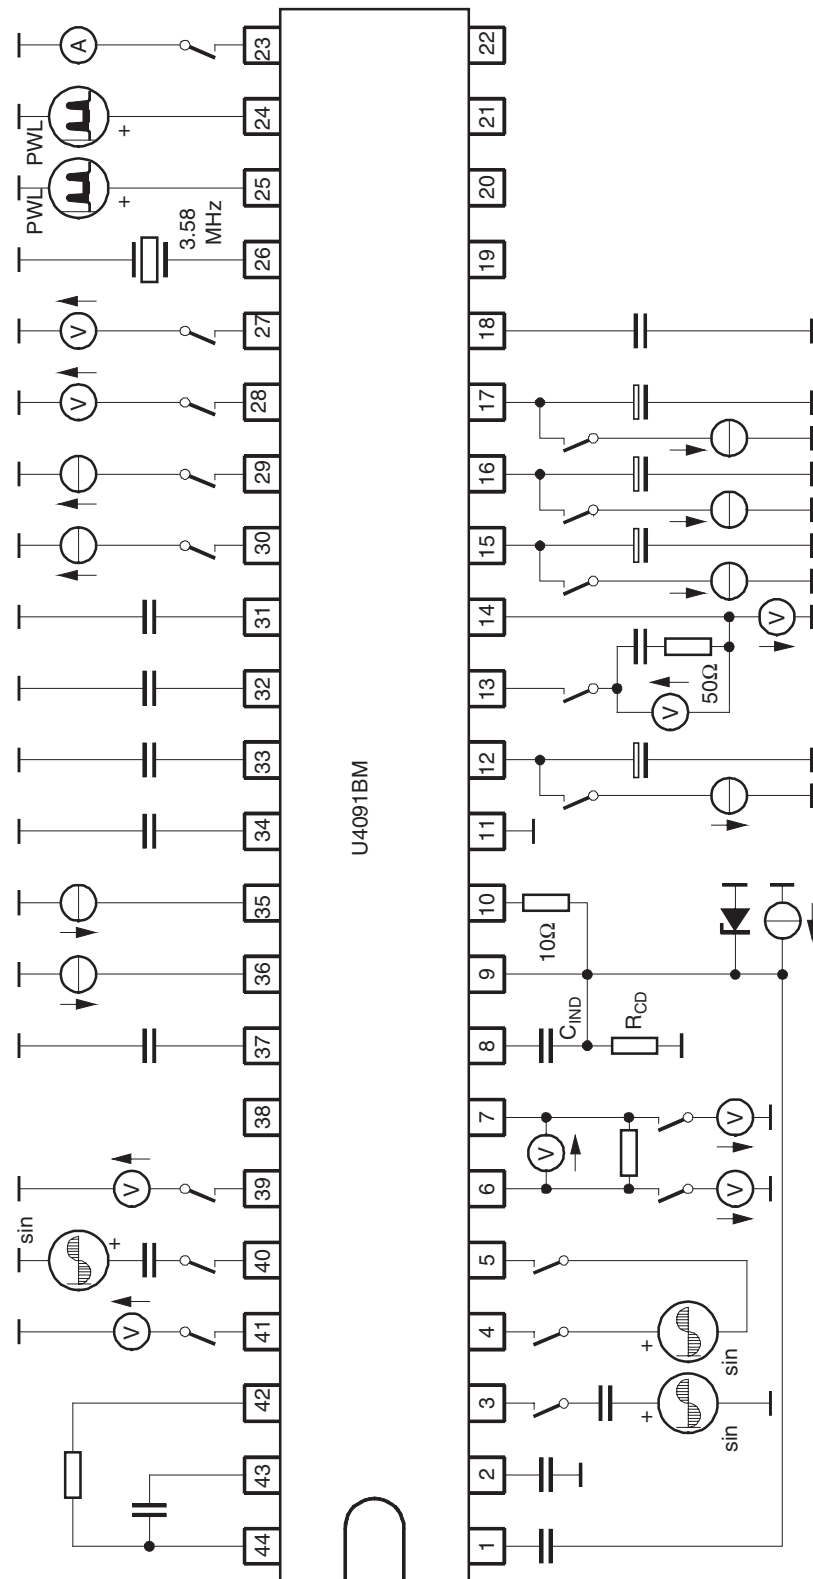 A
23
22
PWL
+
24
21
PWL
+
25
20
3.58
MHz
26
19
V
27
18
V
28
17
29
16
30
15
31
14
V
32
13
V
50Ω
33
12
U4091BM
34
11
35
10
10Ω
36
9
37
8
C_IND
R_CD
38
7
V
V
V
39
6
V
sin
+
40
5
V
41
4
+
sin
42
3
+
sin
43
2
44
1